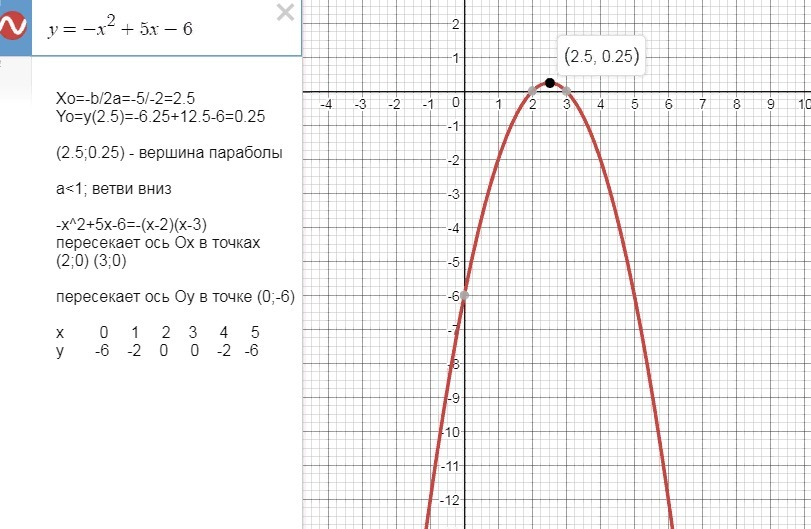 y = −x² + 5x − 6
Xo=-b/2a=-5/-2=2.5
Yo=y(2.5)=-6.25+12.5-6=0.25
(2.5;0.25) - вершина параболы
a<1; ветви вниз
-x^2+5x-6=-(x-2)(x-3)
пересекает ось Ox в точках
(2;0) (3;0)
пересекает ось Oy в точке (0;-6)
x 0 1 2 3 4 5
y -6 -2 0 0 -2 -6
2
1
(2.5, 0.25)
-4 -3 -2 -1 0 1 2 3 4 5 6 7 8 9 10
-1
-2
-3
-4
-5
-6
-7
-8
-9
-10
-11
-12